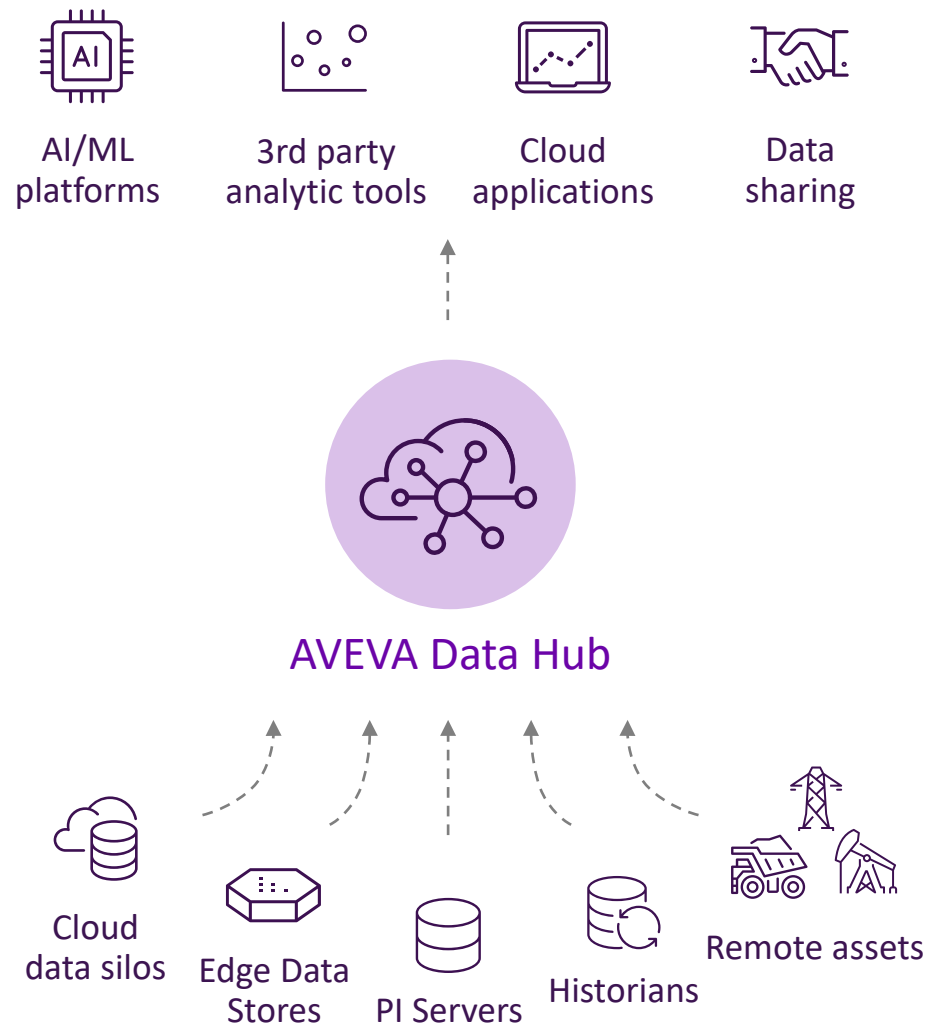 AI
AI/ML
platforms
3rd party
analytic tools
Cloud
applications
Data
sharing
AVEVA Data Hub
Cloud
data silos
Edge Data
Stores
PI Servers
Historians
Remote assets